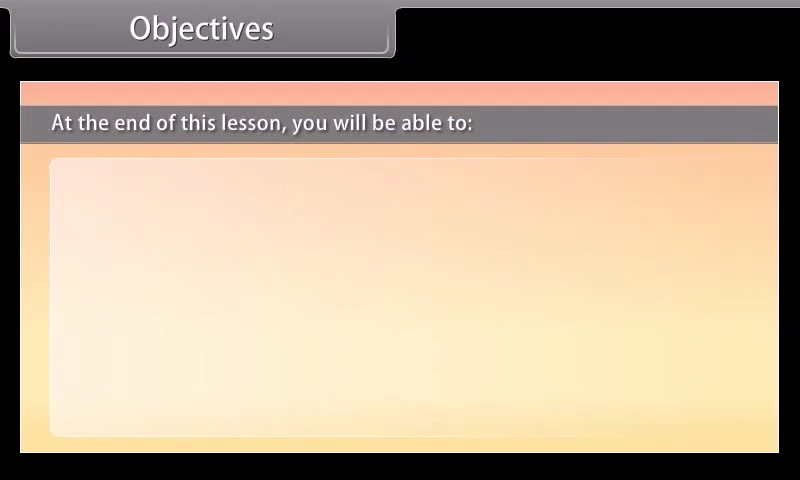 Objectives
At the end of this lesson, you will be able to: